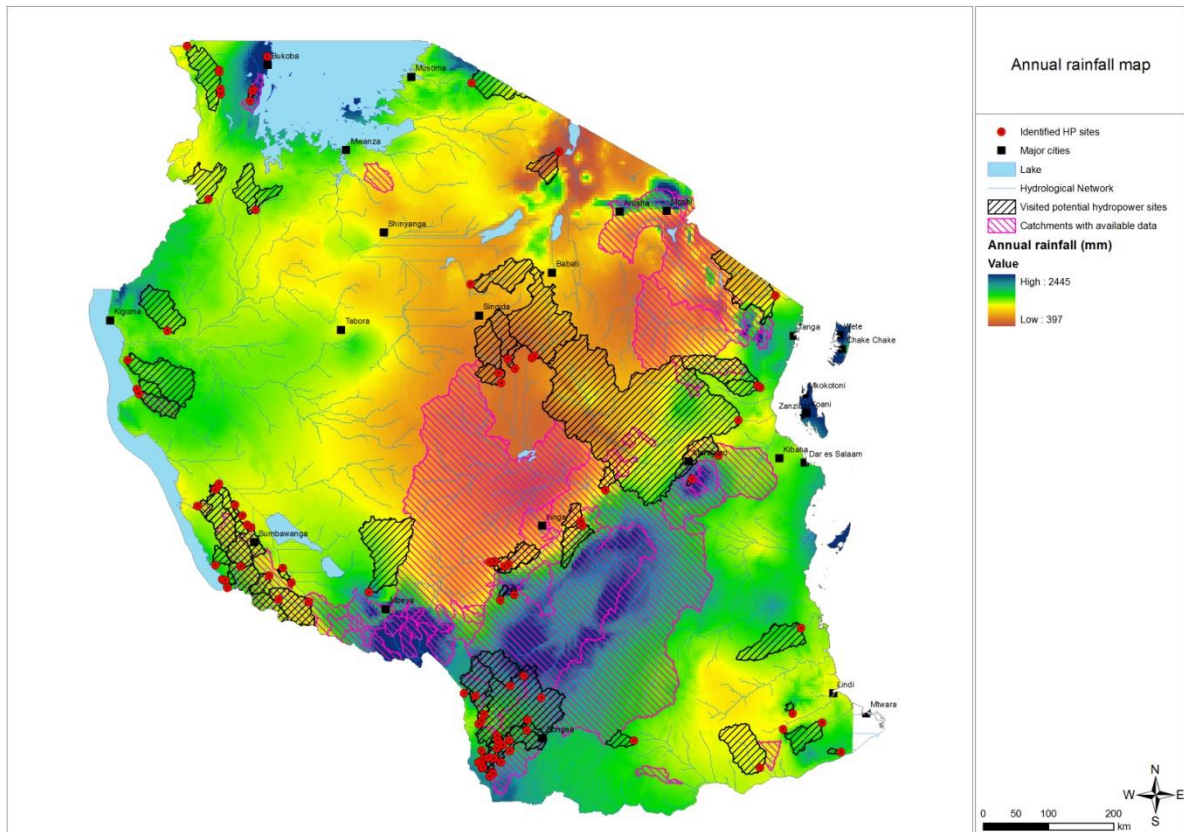 Annual rainfall map
Identified HP sites
Major cities
Lake
Hydrological Network
Visited potential hydropower sites
Catchments with available data
Annual rainfall (mm)
Value
High : 2445
Low : 397
N
W E
S
0 50 100 200
km
Bukoba
Musoma
Mwanza
Arusha
Moshi
Shinyanga
Babati
Kigoma
Singida
Tabora
Tanga
Wete
Chake Chake
Mkokotoni
Koani
Kibaha
Dar es Salaam
Iringa
Sumbawanga
Mbeya
Lindi
Mtwara
Songea